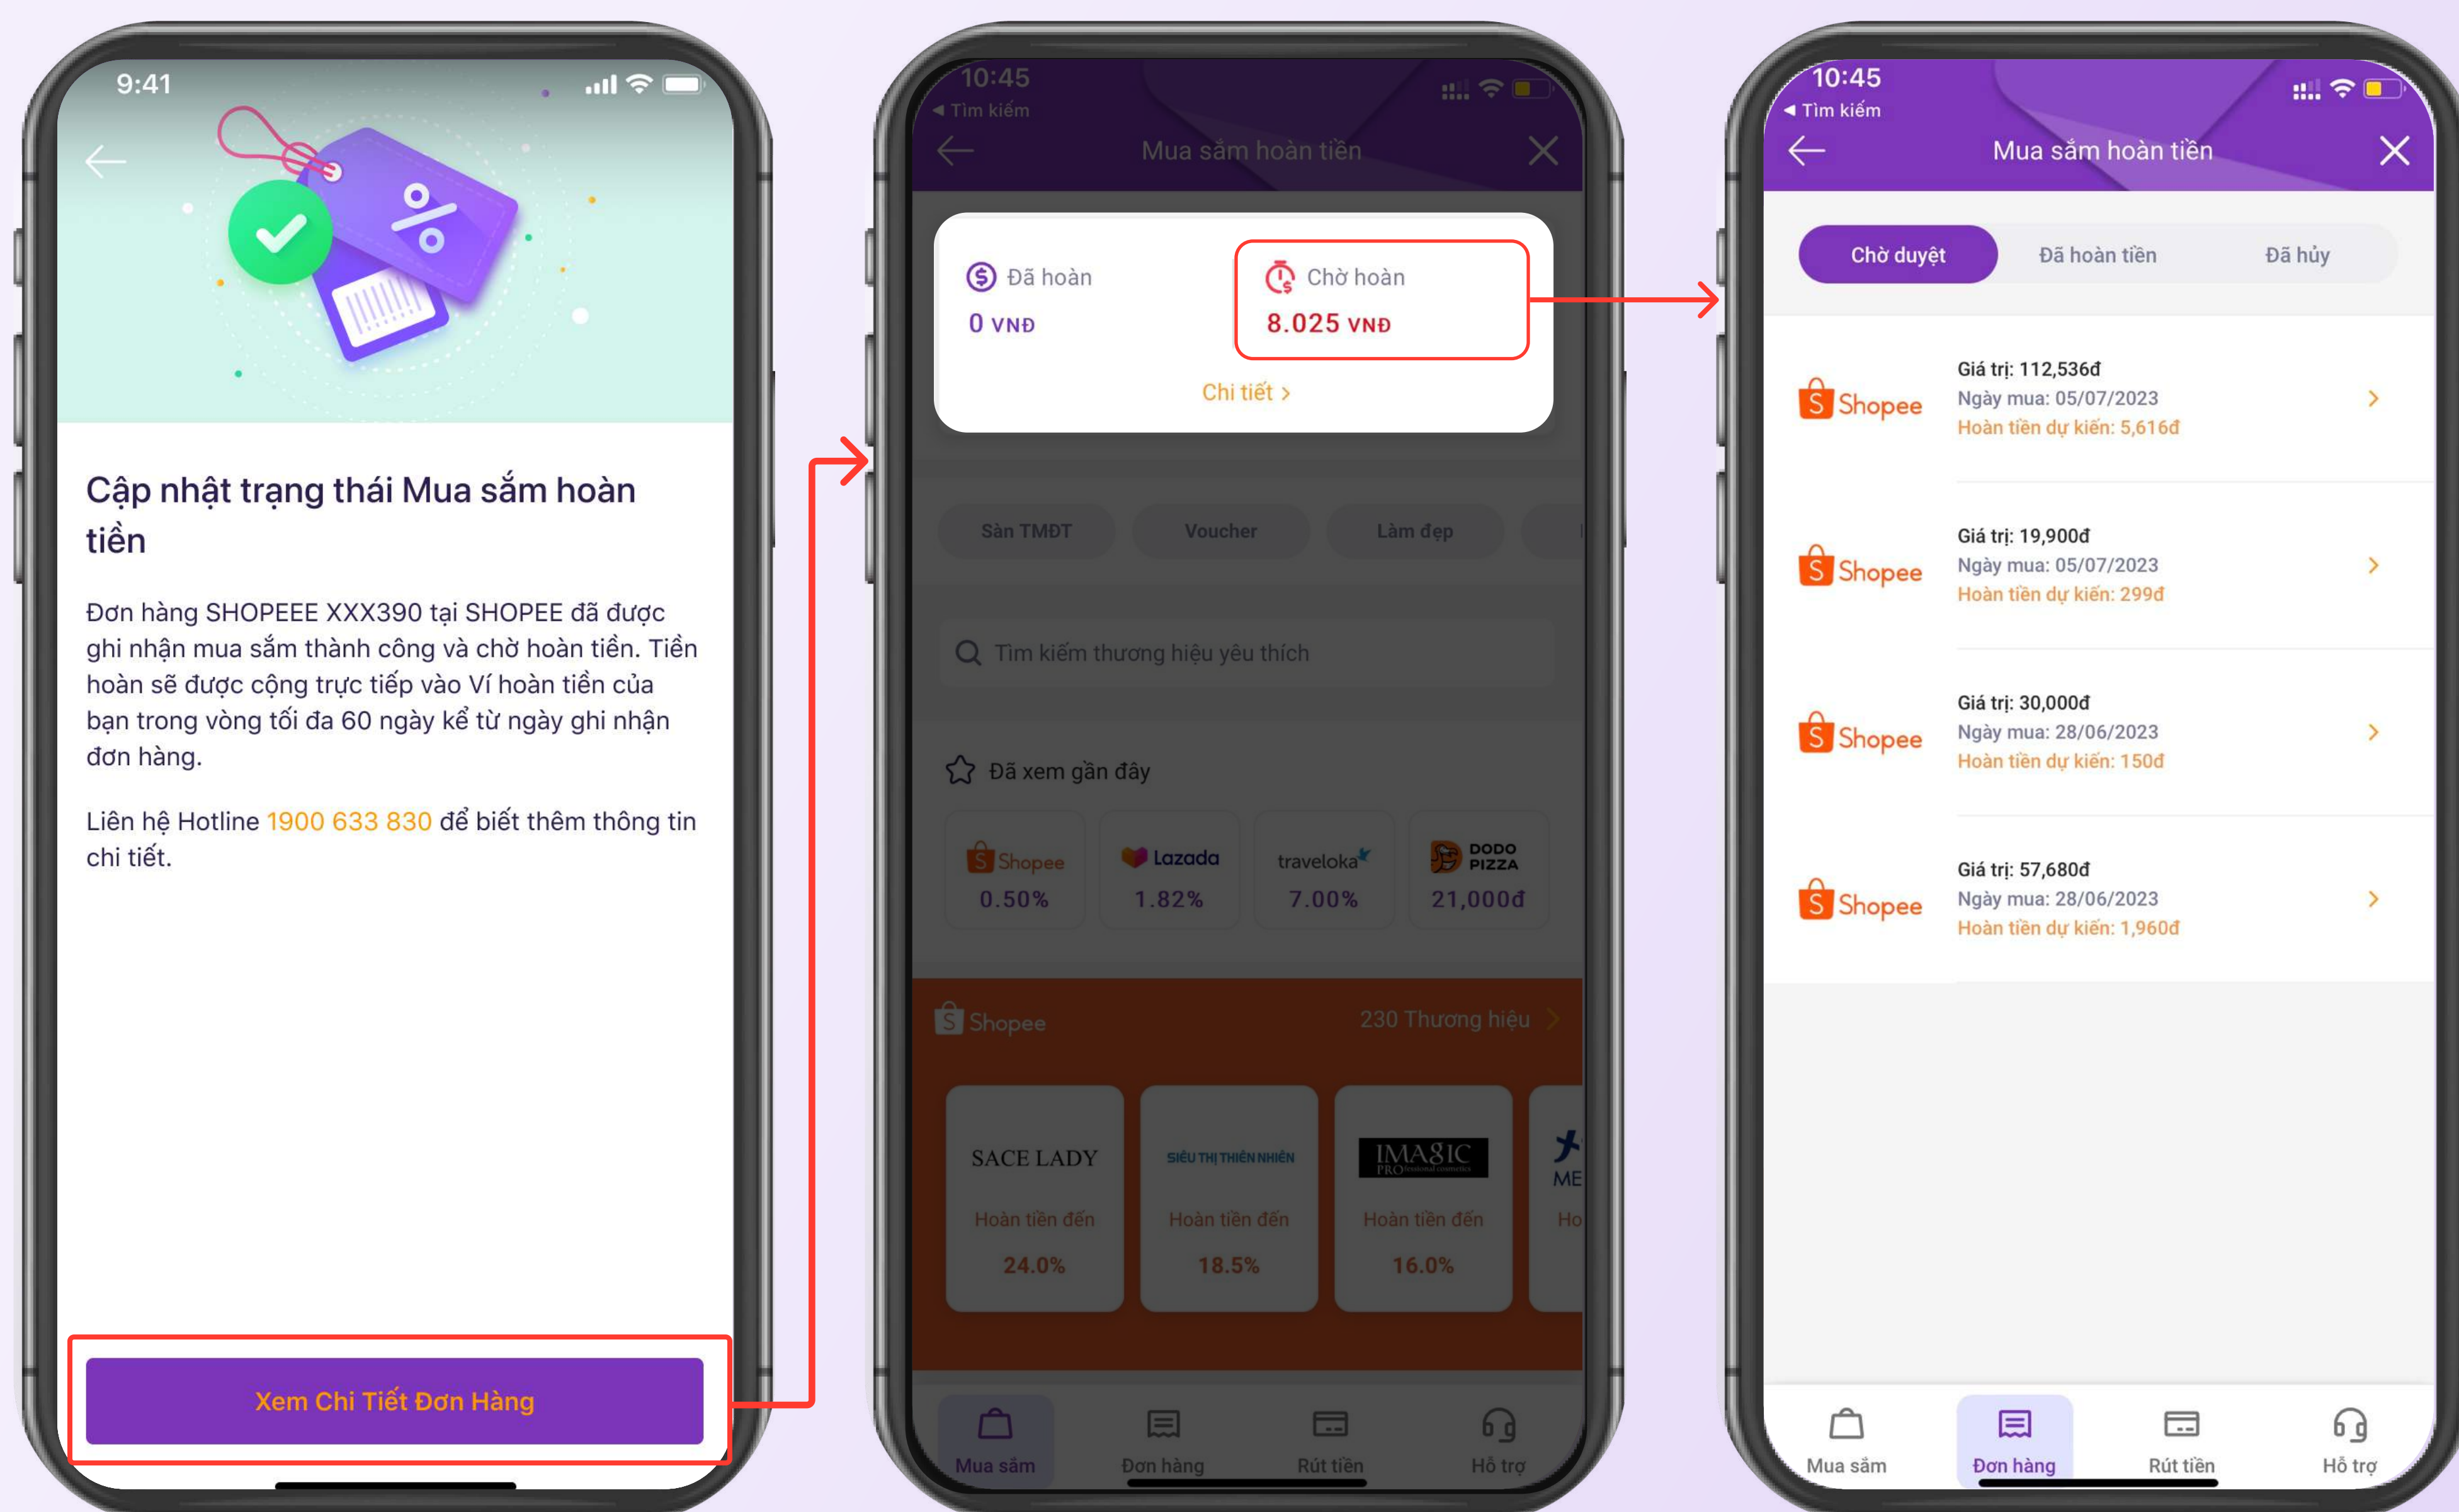 9:41
Cập nhật trạng thái Mua sắm hoàn
tiền
Đơn hàng SHOPEEE XXX390 tại SHOPEE đã được
ghi nhận mua sắm thành công và chờ hoàn tiền. Tiền
hoàn sẽ được cộng trực tiếp vào Ví hoàn tiền của
bạn trong vòng tối đa 60 ngày kể từ ngày ghi nhận
đơn hàng.
Liên hệ Hotline 1900 633 830 để biết thêm thông tin
chi tiết.
Xem Chi Tiết Đơn Hàng
10:45
Tìm kiếm
Mua sắm hoàn tiền
Đã hoàn
0 VNĐ
Chờ hoàn
8.025 VNĐ
Chi tiết >
Sàn TMĐT
Voucher
Làm đẹp
Tìm kiếm thương hiệu yêu thích
Đã xem gần đây
Shopee
0.50%
Lazada
1.82%
traveloka
7.00%
DODO
PIZZA
21,000đ
Shopee
230 Thương hiệu >
SACE LADY
Hoàn tiền đến
24.0%
SIÊU THỊ THIÊN NHIÊN
Hoàn tiền đến
18.5%
IMAGIC
PROfessional cosmetics
Hoàn tiền đến
16.0%
ME
Ho
Mua sắm
Đơn hàng
Rút tiền
Hỗ trợ
10:45
Tìm kiếm
Mua sắm hoàn tiền
Chờ duyệt
Đã hoàn tiền
Đã hủy
Shopee
Giá trị: 112,536đ
Ngày mua: 05/07/2023
Hoàn tiền dự kiến: 5,616đ
Shopee
Giá trị: 19,900đ
Ngày mua: 05/07/2023
Hoàn tiền dự kiến: 299đ
Shopee
Giá trị: 30,000đ
Ngày mua: 28/06/2023
Hoàn tiền dự kiến: 150đ
Shopee
Giá trị: 57,680đ
Ngày mua: 28/06/2023
Hoàn tiền dự kiến: 1,960đ
Mua sắm
Đơn hàng
Rút tiền
Hỗ trợ